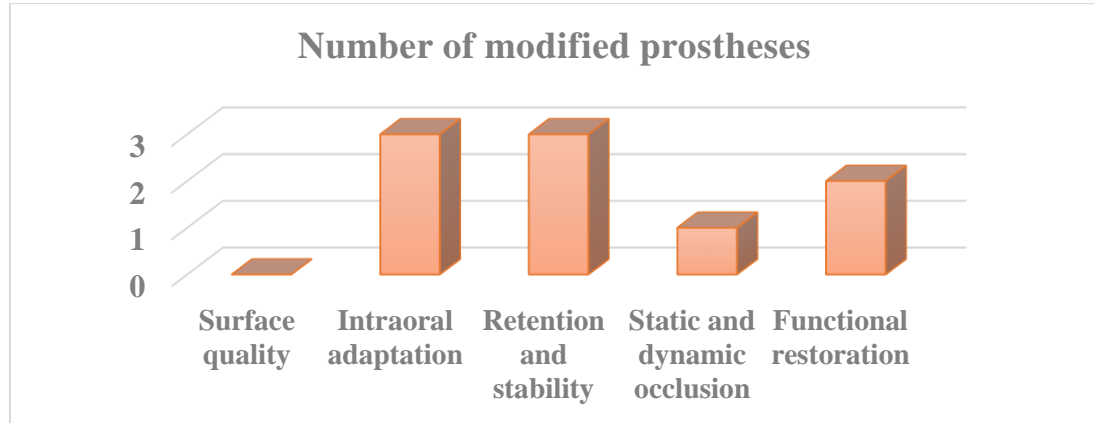 Number of modified prostheses
3
2
1
0
Surface
quality
Intraoral
adaptation
Retention
and
stability
Static and
dynamic
occlusion
Functional
restoration